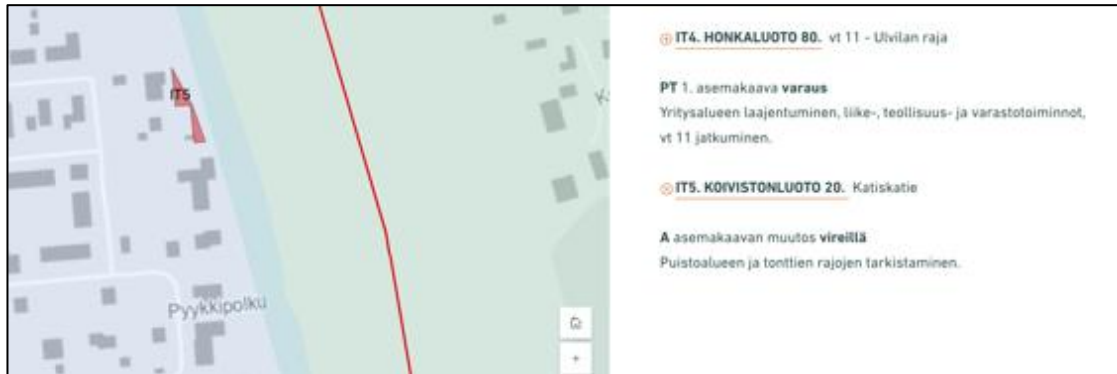 IT5
Pyykkipolku
+
IT4. HONKALUOTO 80. vt 11 - Ulvilan raja
PT 1. asemakaava varaus
Yritysalueen laajentuminen, liike-, teollisuus- ja varastotoiminnot,
vt 11 jatkuminen.
IT5. KOIVISTONLUOTO 20. Katiskatie
A asemakaavan muutos vireillä
Puistoalueen ja tonttien rajojen tarkistaminen.